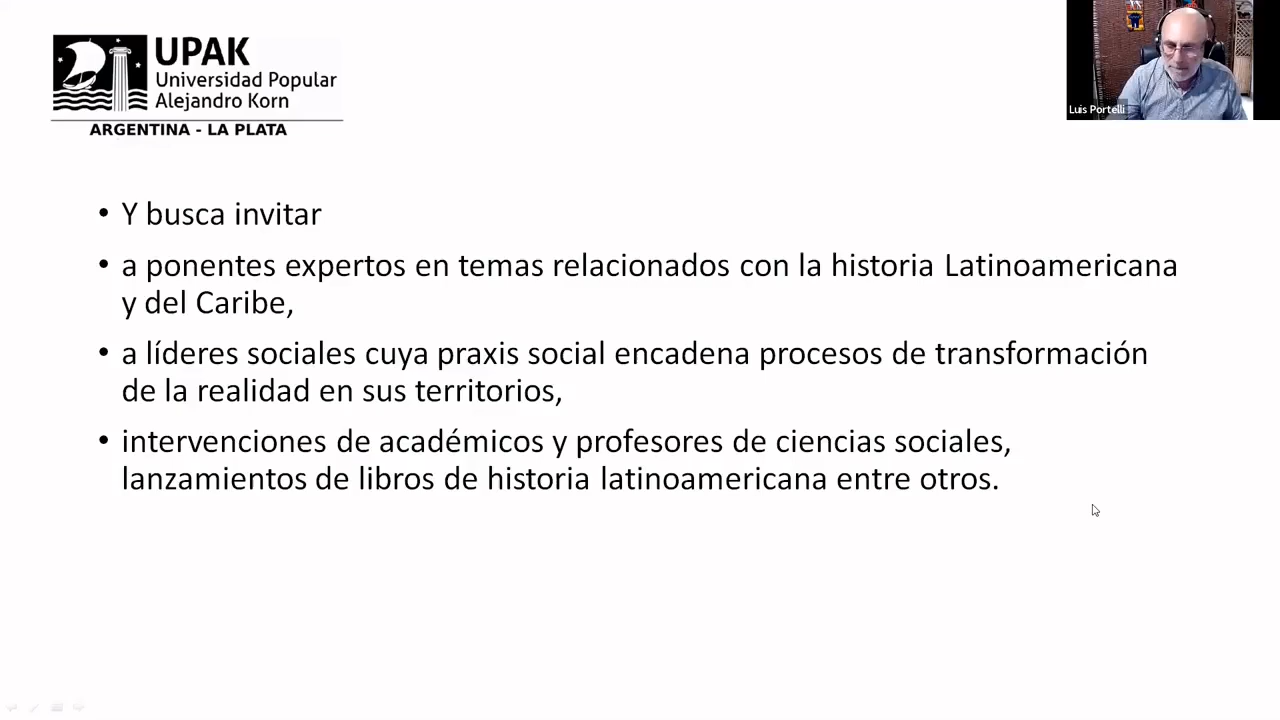 UPAK
Universidad Popular
Alejandro Korn
ARGENTINA - LA PLATA
Luis Portelli
• Y busca invitar
• a ponentes expertos en temas relacionados con la historia Latinoamericana
y del Caribe,
• a líderes sociales cuya praxis social encadena procesos de transformación
de la realidad en sus territorios,
• intervenciones de académicos y profesores de ciencias sociales,
lanzamientos de libros de historia latinoamericana entre otros.